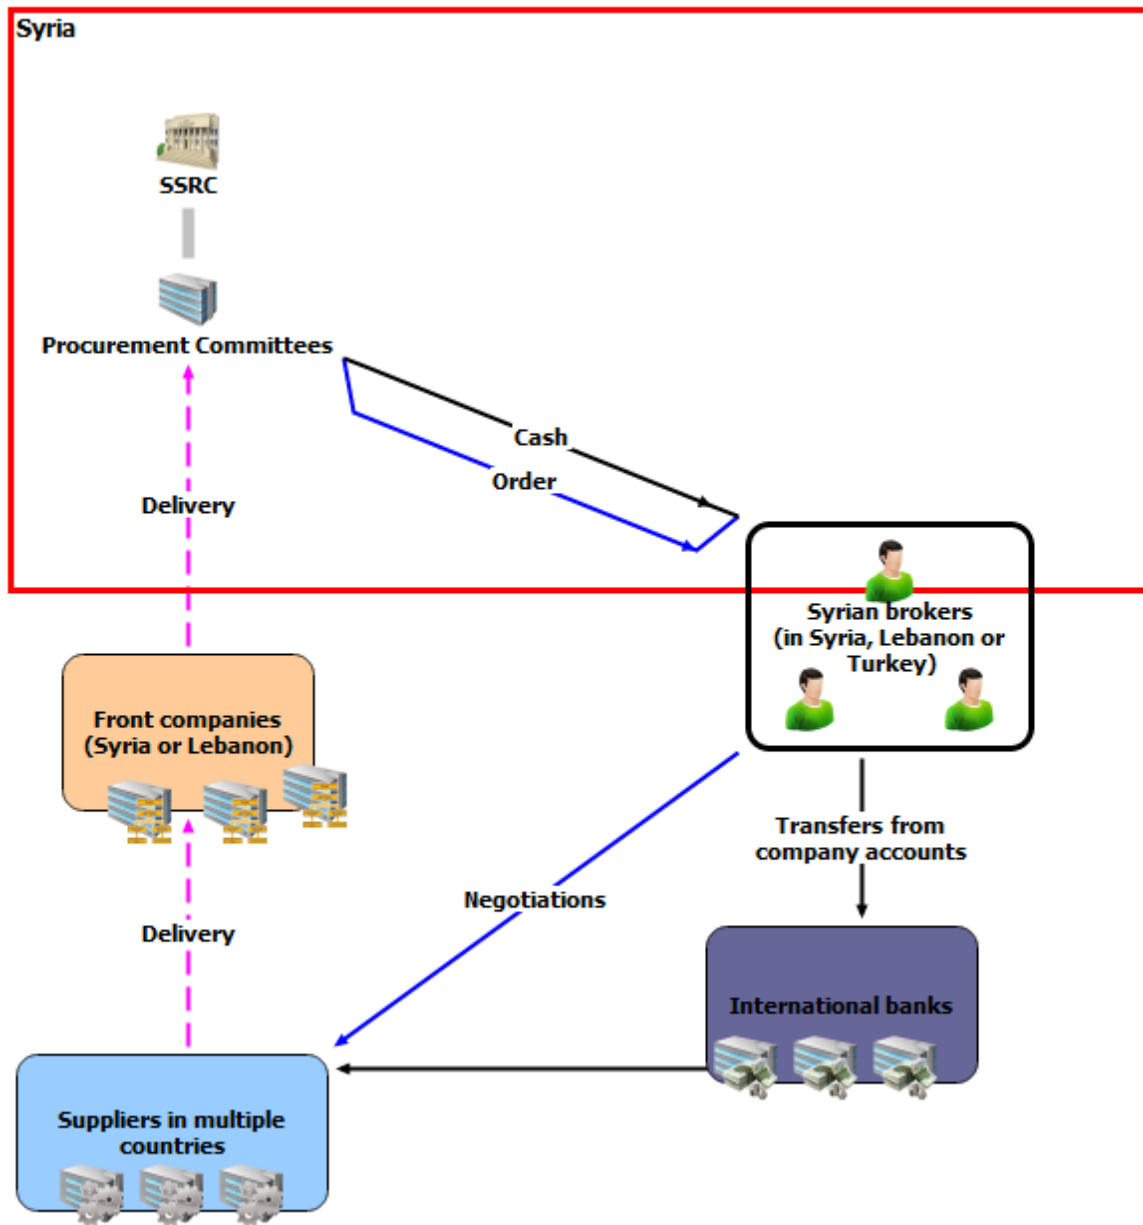 Syria
SSRC
Procurement Committees
Cash
Order
Delivery
Syrian brokers
(in Syria, Lebanon or
Turkey)
Front companies
(Syria or Lebanon)
Transfers from
company accounts
Negotiations
Delivery
International banks
Suppliers in multiple
countries